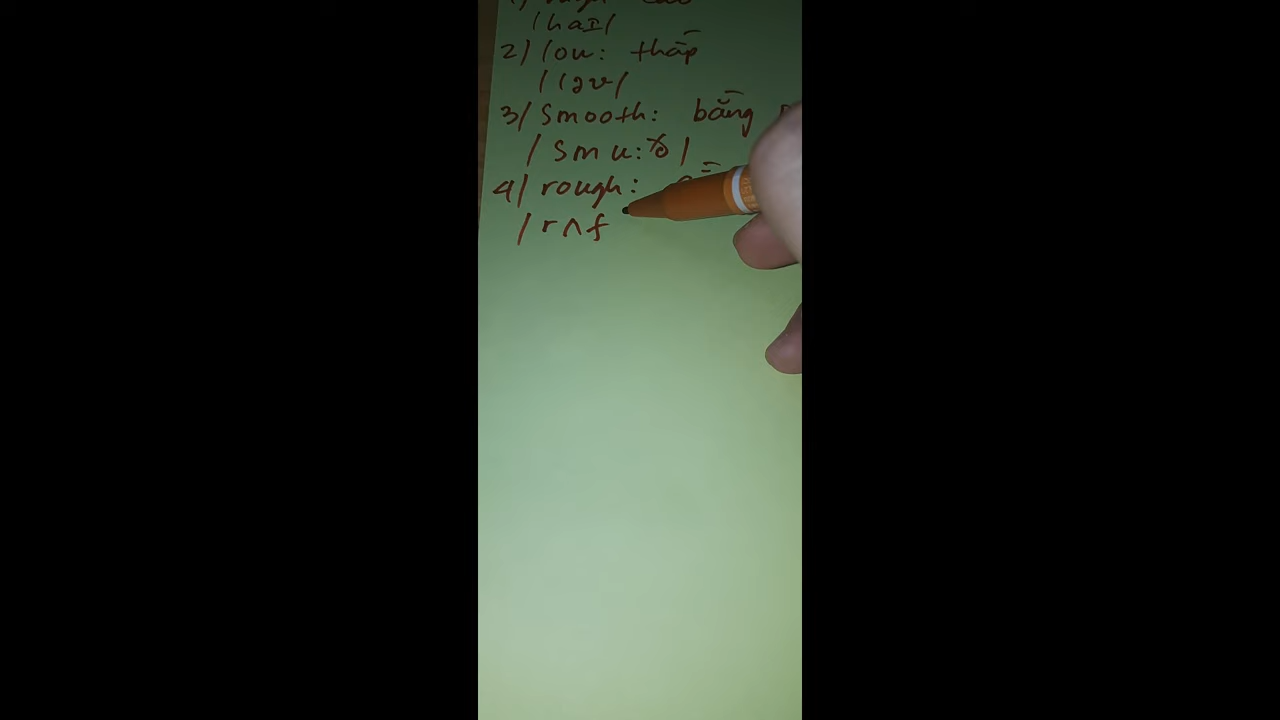 /haɪ/
2/ low: thấp
/ləʊ/
3/ smooth: bằng
/smu:ð/
4/ rough:
/rʌf